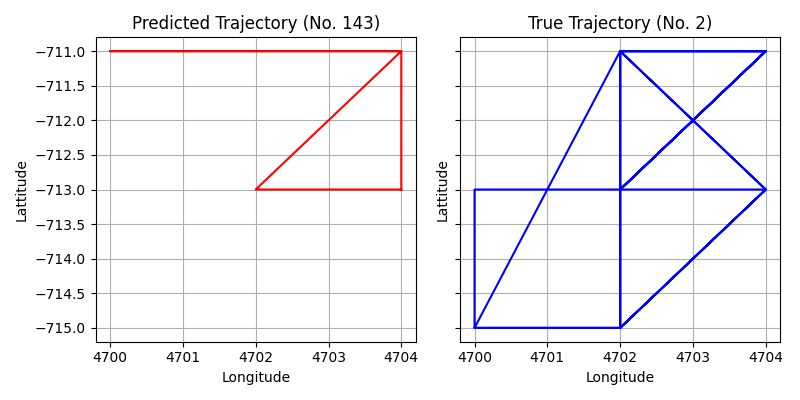 Predicted Trajectory (No. 143)
Lattitude
−711.0
−711.5
−712.0
−712.5
−713.0
−713.5
−714.0
−714.5
−715.0
4700 4701 4702 4703 4704
Longitude
True Trajectory (No. 2)
Lattitude
4700 4701 4702 4703 4704
Longitude